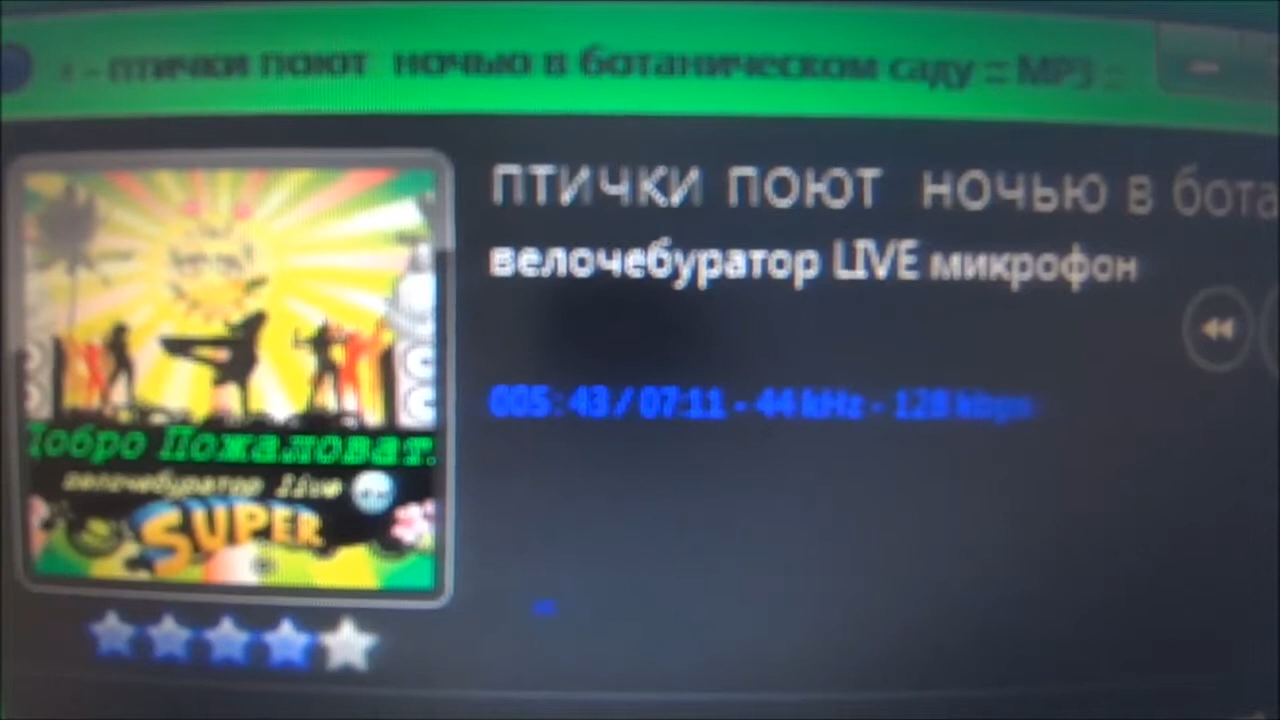 - птички поют ночью в ботаническом саду :: MP3 ::
птички поют ночью в бота
велочебуратор LIVE микрофон
005:43 / 07:11 - 44 kHz - 128 kbps
Добро Пожаловат
велочебуратор live
SUPER